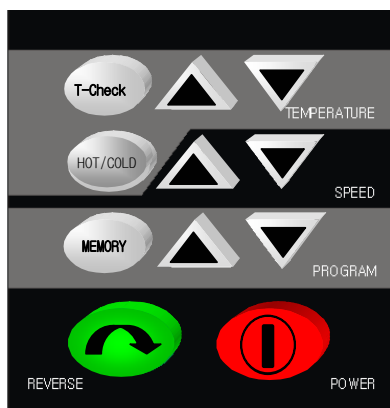 T-Check
TEMPERATURE
HOT/COLD
SPEED
MEMORY
PROGRAM
REVERSE
POWER